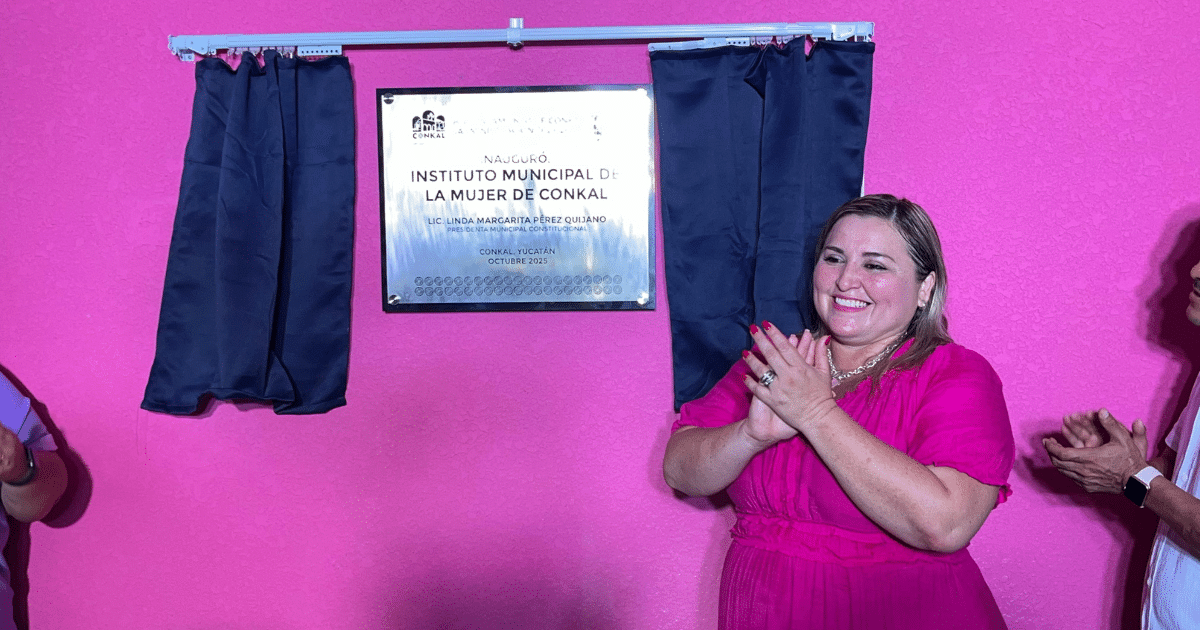 CONKAL
INAUGURÓ:
INSTITUTO MUNICIPAL DE
LA MUJER DE CONKAL
LIC. LINDA MARGARITA PÉREZ QUIJANO
PRESIDENTA MUNICIPAL CONSTITUCIONAL
CONKAL, YUCATÁN
OCTUBRE 2025